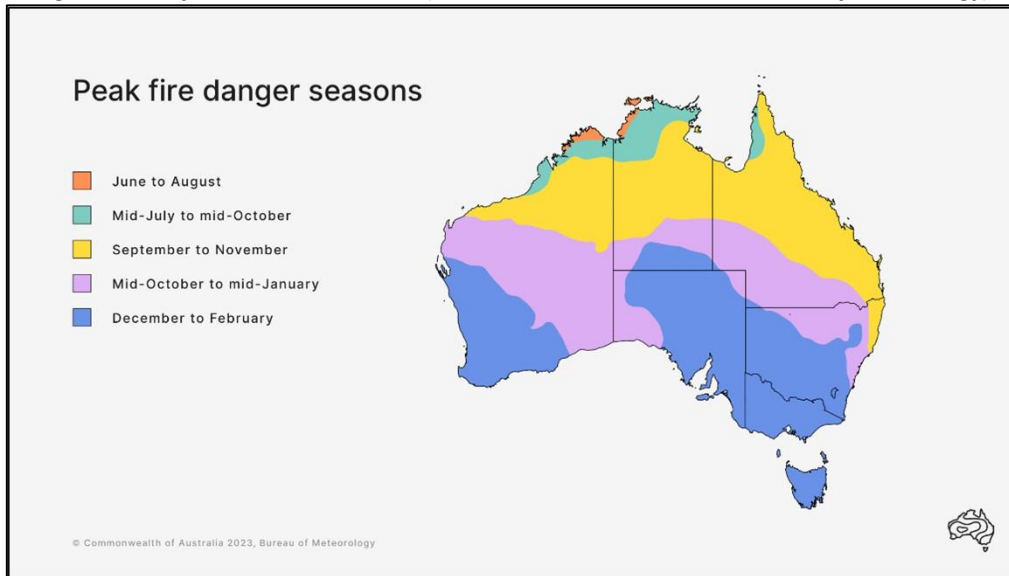 Peak fire danger seasons
June to August
Mid-July to mid-October
September to November
Mid-October to mid-January
December to February
© Commonwealth of Australia 2023, Bureau of Meteorology